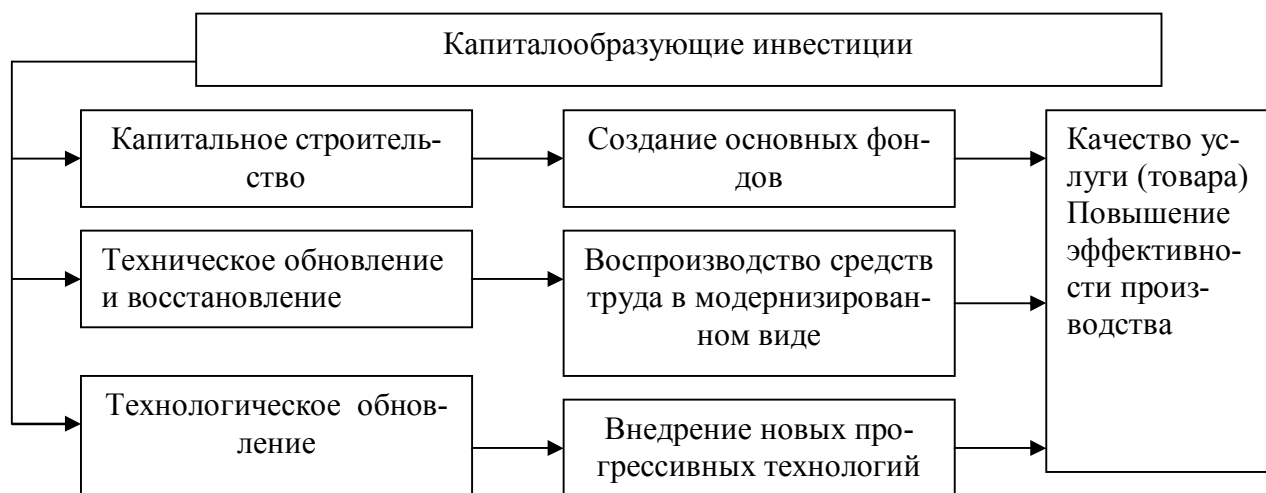 Капиталообразующие инвестиции
Капитальное строитель-
ство
Создание основных фон-
дов
Качество ус-
луги (товара)
Повышение
эффективно-
сти произ-
водства
Техническое обновление
и восстановление
Воспроизводство средств
труда в модернизирован-
ном виде
Технологическое обнов-
ление
Внедрение новых про-
грессивных технологий